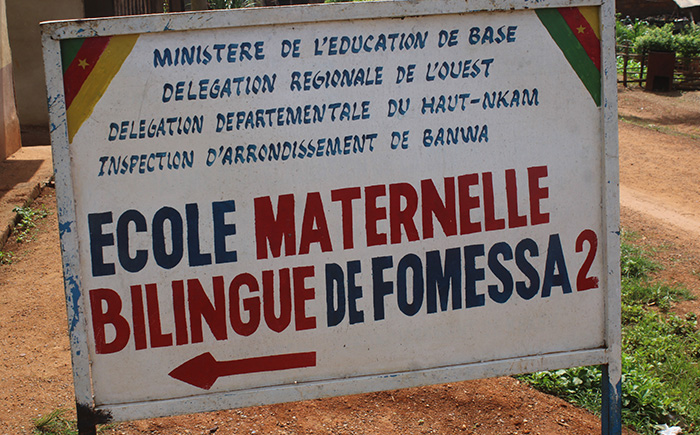 MINISTERE DE L'EDUCATION DE BASE
DELEGATION REGIONALE DE L'OUEST
DELEGATION DEPARTEMENTALE DU HAUT-NKAM
INSPECTION D'ARRONDISSEMENT DE BANWA
ECOLE MATERNELLE
BILINGUE DE FOMESSA 2